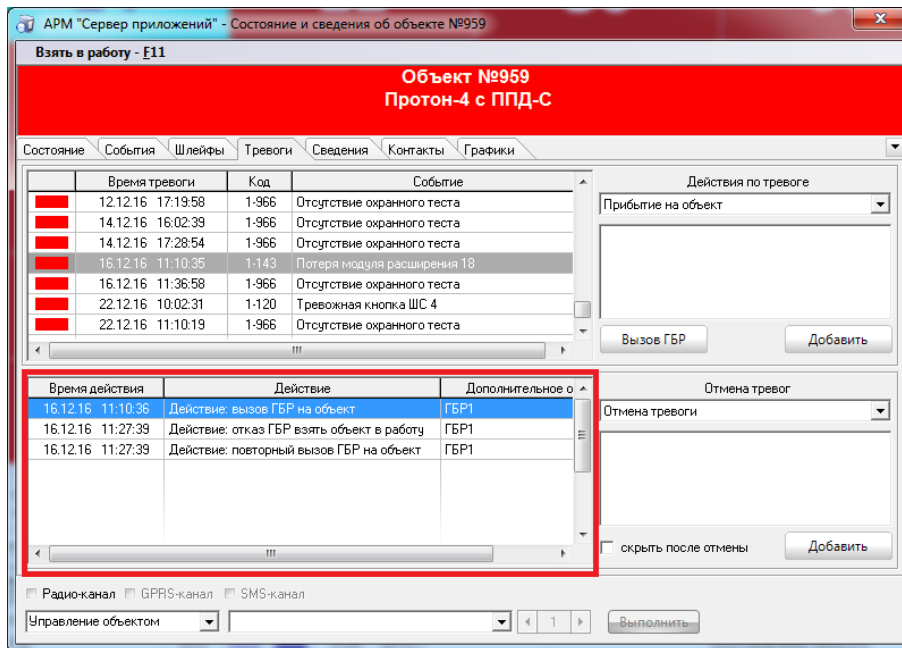 АРМ "Сервер приложений" - Состояние и сведения об объекте №959
Взять в работу - F11
Объект №959
Протон-4 с ППД-С
Состояние События Шлейфы Тревоги Сведения Контакты Графики
Время тревоги Код Событие
12.12.16 17:19:58 1-966 Отсутствие охранного теста
14.12.16 16:02:39 1-966 Отсутствие охранного теста
14.12.16 17:28:54 1-966 Отсутствие охранного теста
16.12.16 11:10:35 1-143 Потеря модуля расширения 18
16.12.16 11:36:58 1-966 Отсутствие охранного теста
22.12.16 10:02:31 1-120 Тревожная кнопка ШС 4
22.12.16 11:10:19 1-966 Отсутствие охранного теста
Действия по тревоге
Прибытие на объект
Вызов ГБР Добавить
Время действия Действие Дополнительное о
16.12.16 11:10:36 Действие: вызов ГБР на объект ГБР1
16.12.16 11:27:39 Действие: отказ ГБР взять объект в работу ГБР1
16.12.16 11:27:39 Действие: повторный вызов ГБР на объект ГБР1
Отмена тревог
Отмена тревоги
скрыть после отмены Добавить
Радио-канал GPRS-канал SMS-канал
Управление объектом 1 Выполнить